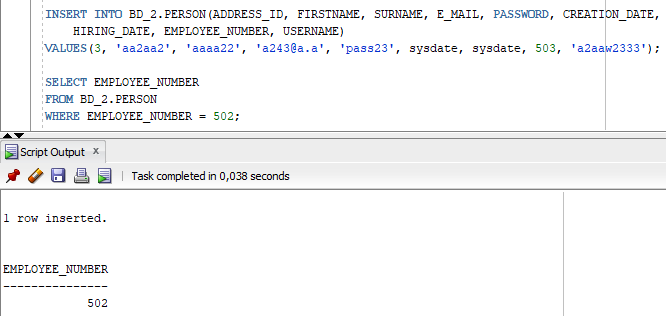 INSERT INTO BD_2.PERSON(ADDRESS_ID, FIRSTNAME, SURNAME, E_MAIL, PASSWORD, CREATION_DATE,
HIRING_DATE, EMPLOYEE_NUMBER, USERNAME)
VALUES(3, 'aa2aa2', 'aaaa22', 'a243@a.a', 'pass23', sysdate, sysdate, 503, 'a2aaw2333');
SELECT EMPLOYEE_NUMBER
FROM BD_2.PERSON
WHERE EMPLOYEE_NUMBER = 502;
Script Output x
Task completed in 0,038 seconds
1 row inserted.
EMPLOYEE_NUMBER
---------------
502